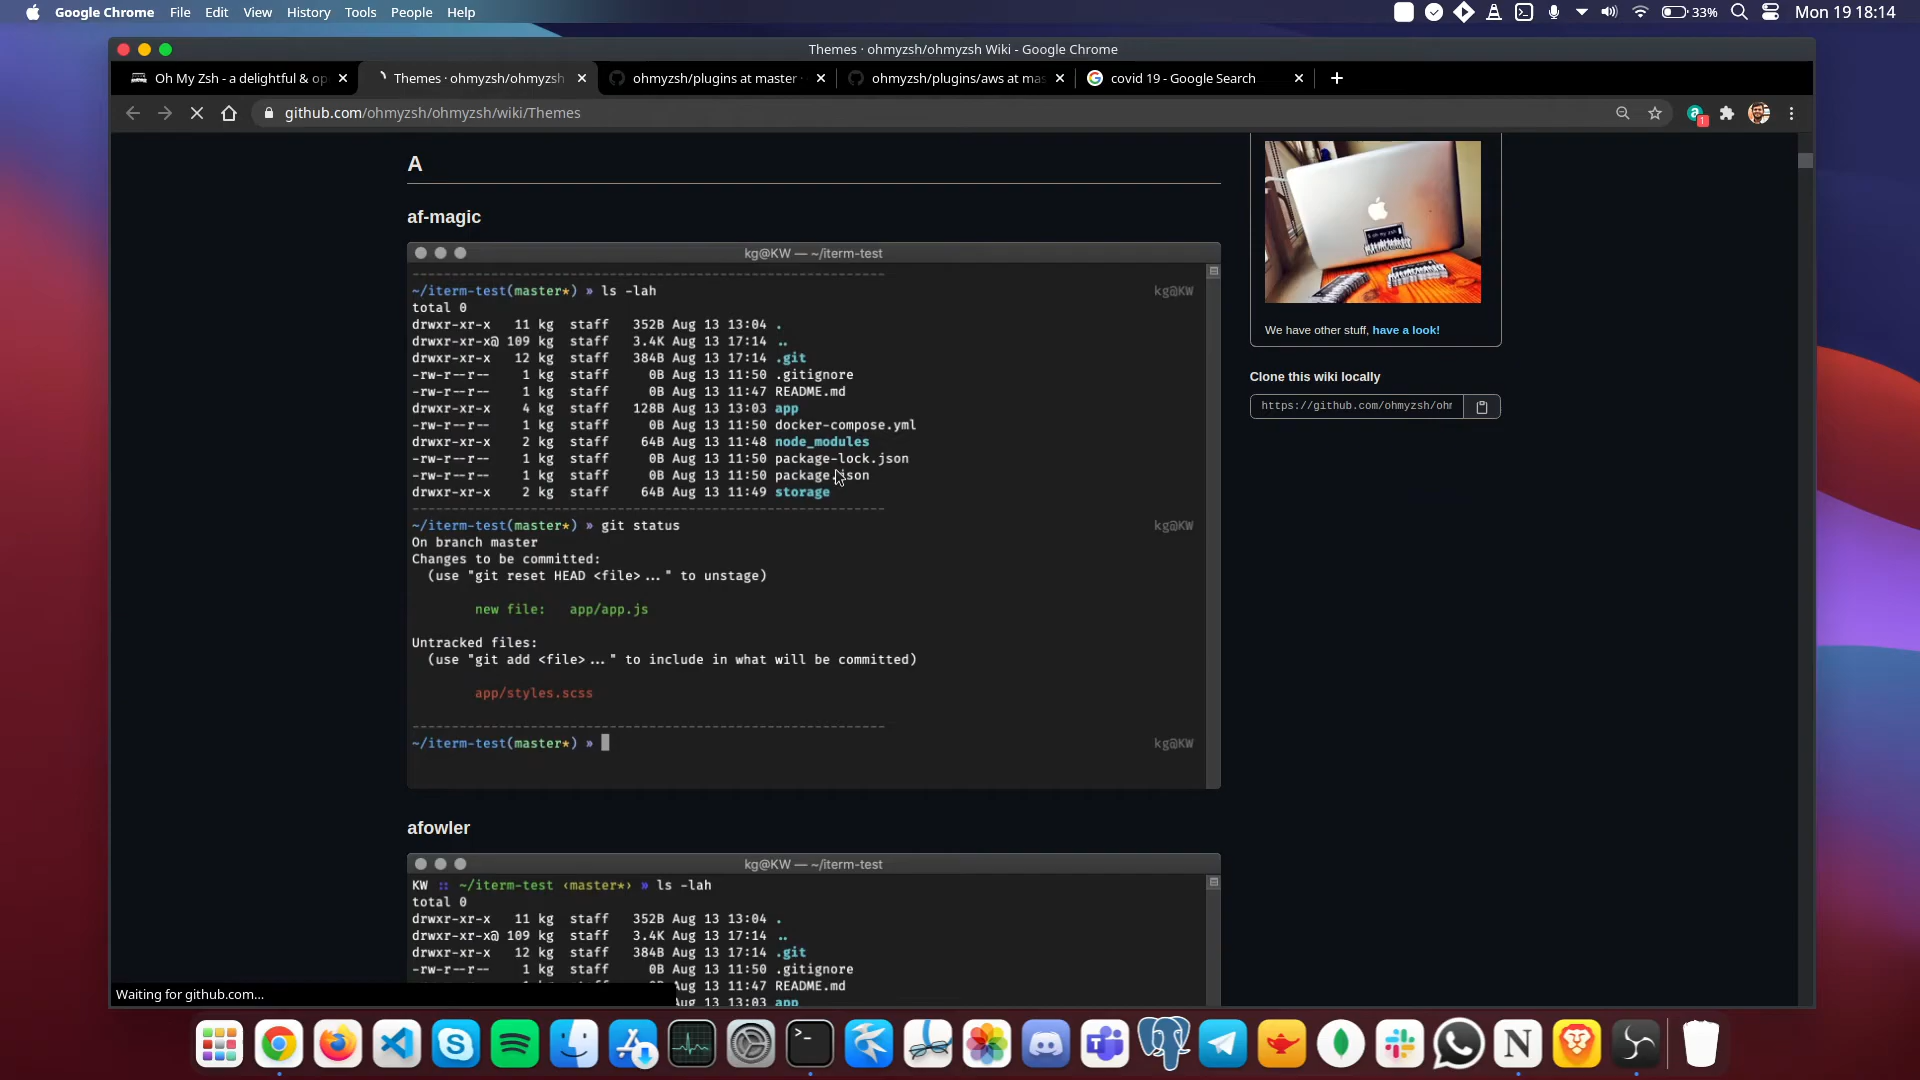 Google Chrome File Edit View History Tools People Help 33% Mon 19 18:14
Themes · ohmyzsh/ohmyzsh Wiki - Google Chrome
Oh My Zsh - a delightful & op Themes · ohmyzsh/ohmyzsh ohmyzsh/plugins at master · ohmyzsh/plugins/aws at mas covid 19 - Google Search
github.com/ohmyzsh/ohmyzsh/wiki/Themes
1
A
af-magic
kg@KW — ~/iterm-test
~/iterm-test(master*) » ls -lah kg@KW
total 0
drwxr-xr-x 11 kg staff 352B Aug 13 13:04 .
drwxr-xr-x@ 109 kg staff 3.4K Aug 13 17:14 ..
drwxr-xr-x 12 kg staff 384B Aug 13 17:14 .git
-rw-r--r-- 1 kg staff 0B Aug 13 11:50 .gitignore
-rw-r--r-- 1 kg staff 0B Aug 13 11:47 README.md
drwxr-xr-x 4 kg staff 128B Aug 13 13:03 app
-rw-r--r-- 1 kg staff 0B Aug 13 11:50 docker-compose.yml
drwxr-xr-x 2 kg staff 64B Aug 13 11:48 node_modules
-rw-r--r-- 1 kg staff 0B Aug 13 11:50 package-lock.json
-rw-r--r-- 1 kg staff 0B Aug 13 11:50 package.json
drwxr-xr-x 2 kg staff 64B Aug 13 11:49 storage
~/iterm-test(master*) » git status kg@KW
On branch master
Changes to be committed:
(use "git reset HEAD <file>..." to unstage)
new file: app/app.js
Untracked files:
(use "git add <file>..." to include in what will be committed)
app/styles.scss
~/iterm-test(master*) » kg@KW
afowler
kg@KW — ~/iterm-test
KW :: ~/iterm-test ‹master*› » ls -lah
total 0
drwxr-xr-x 11 kg staff 352B Aug 13 13:04 .
drwxr-xr-x@ 109 kg staff 3.4K Aug 13 17:14 ..
drwxr-xr-x 12 kg staff 384B Aug 13 17:14 .git
-rw-r--r-- 1 kg staff 0B Aug 13 11:50 .gitignore
Aug 13 11:47 README.md
Aug 13 13:03 app
We have other stuff, have a look!
Clone this wiki locally
https://github.com/ohmyzsh/ohm
Waiting for github.com...